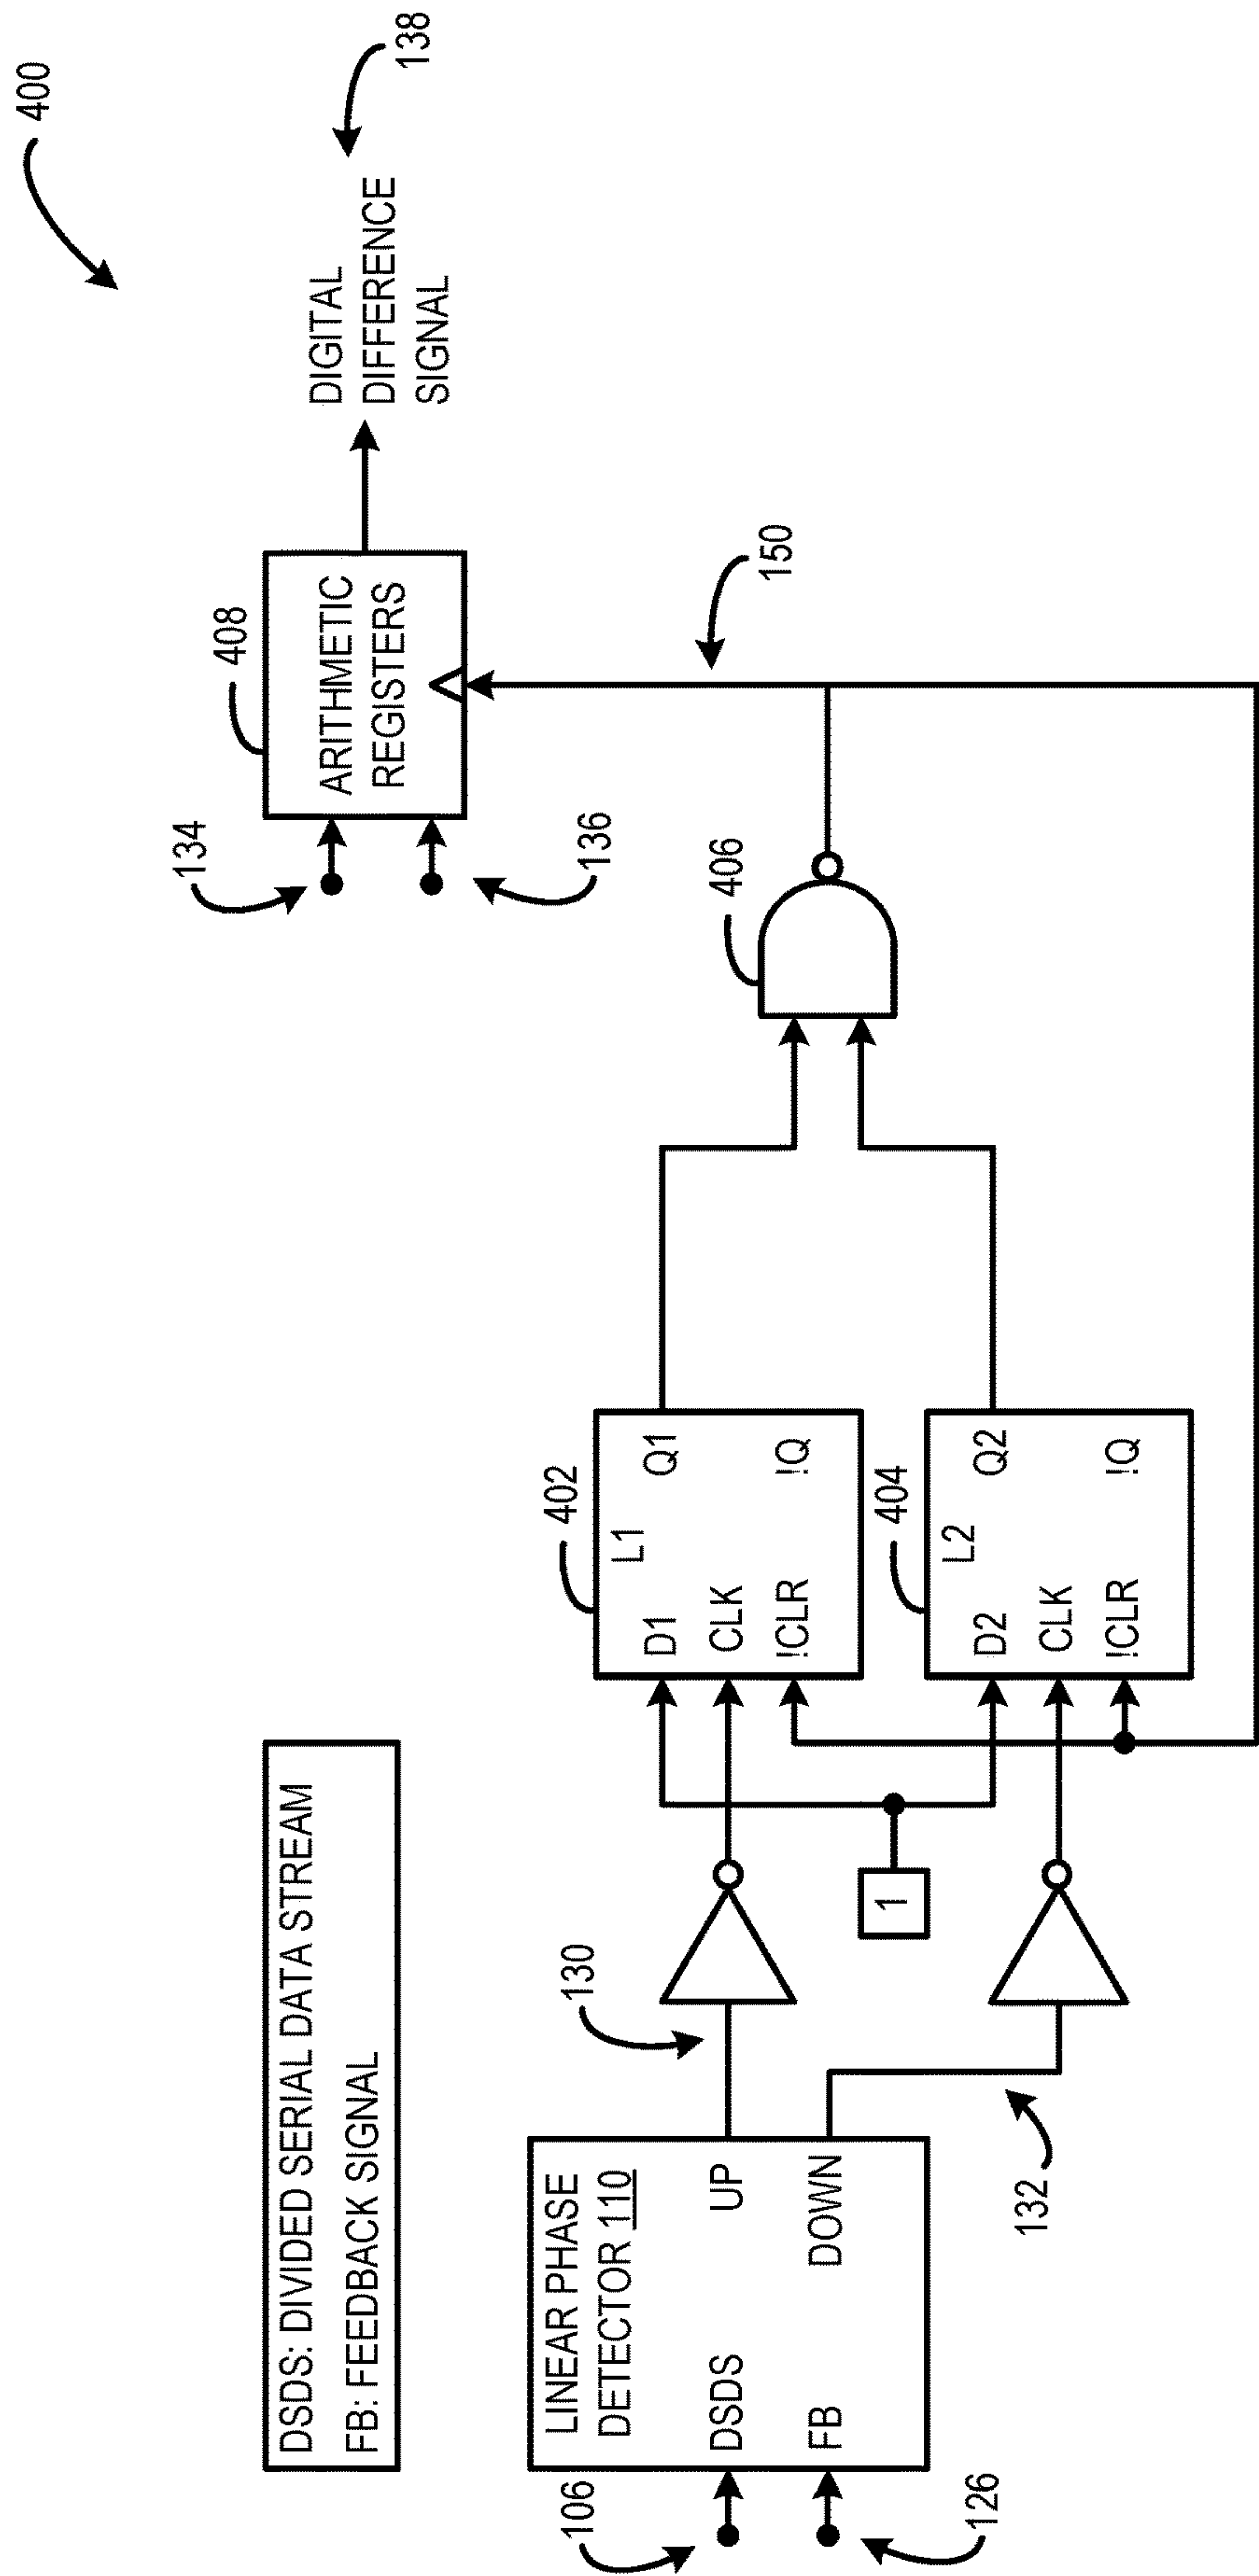 400
DSDS: DIVIDED SERIAL DATA STREAM
FB: FEEDBACK SIGNAL
134
408
ARITHMETIC
REGISTERS
136
DIGITAL
DIFFERENCE
SIGNAL
138
150
LINEAR PHASE
DETECTOR 110
DSDS
UP
FB
DOWN
106
126
130
132
1
402
L1
D1
Q1
CLK
!CLR
!Q
404
L2
D2
Q2
CLK
!CLR
!Q
406